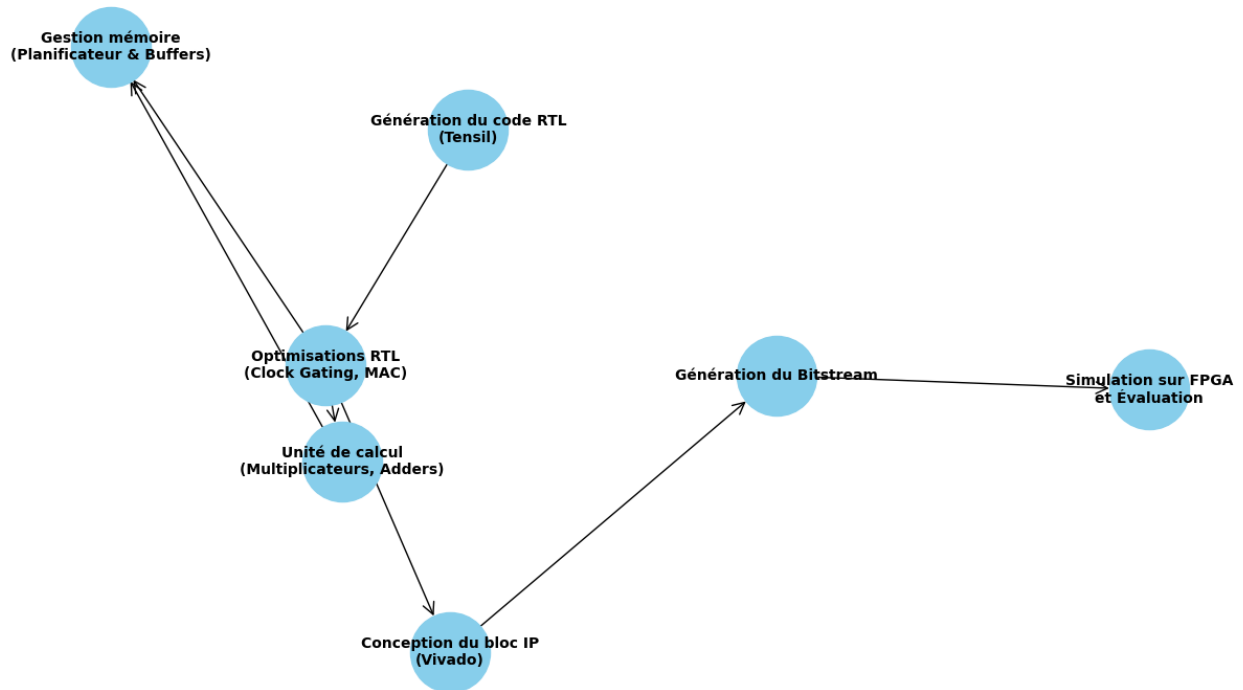 Gestion mémoire
(Planificateur & Buffers)
Génération du code RTL
(Tensil)
Optimisations RTL
(Clock Gating, MAC)
Génération du Bitstream
Simulation sur FPGA
et Évaluation
Unité de calcul
(Multiplicateurs, Adders)
Conception du bloc IP
(Vivado)